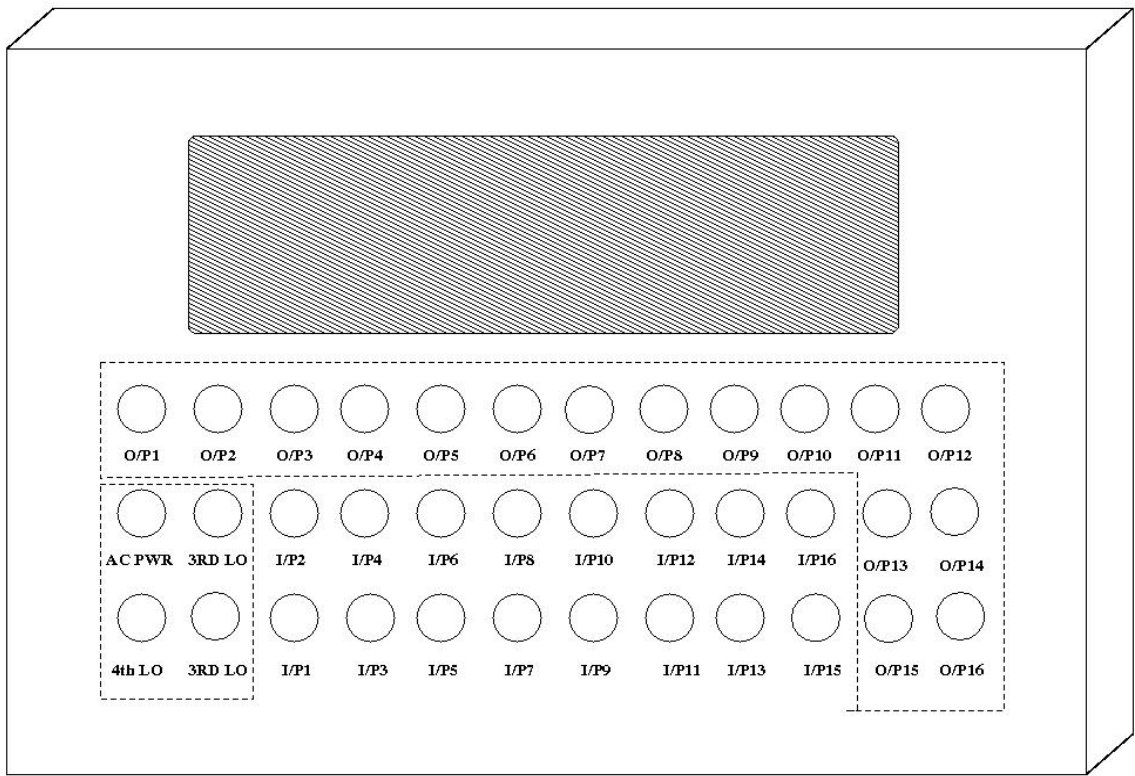 O/P1 O/P2 O/P3 O/P4 O/P5 O/P6 O/P7 O/P8 O/P9 O/P10 O/P11 O/P12
AC PWR 3RD LO I/P2 I/P4 I/P6 I/P8 I/P10 I/P12 I/P14 I/P16 O/P13 O/P14
4th LO 3RD LO I/P1 I/P3 I/P5 I/P7 I/P9 I/P11 I/P13 I/P15 O/P15 O/P16